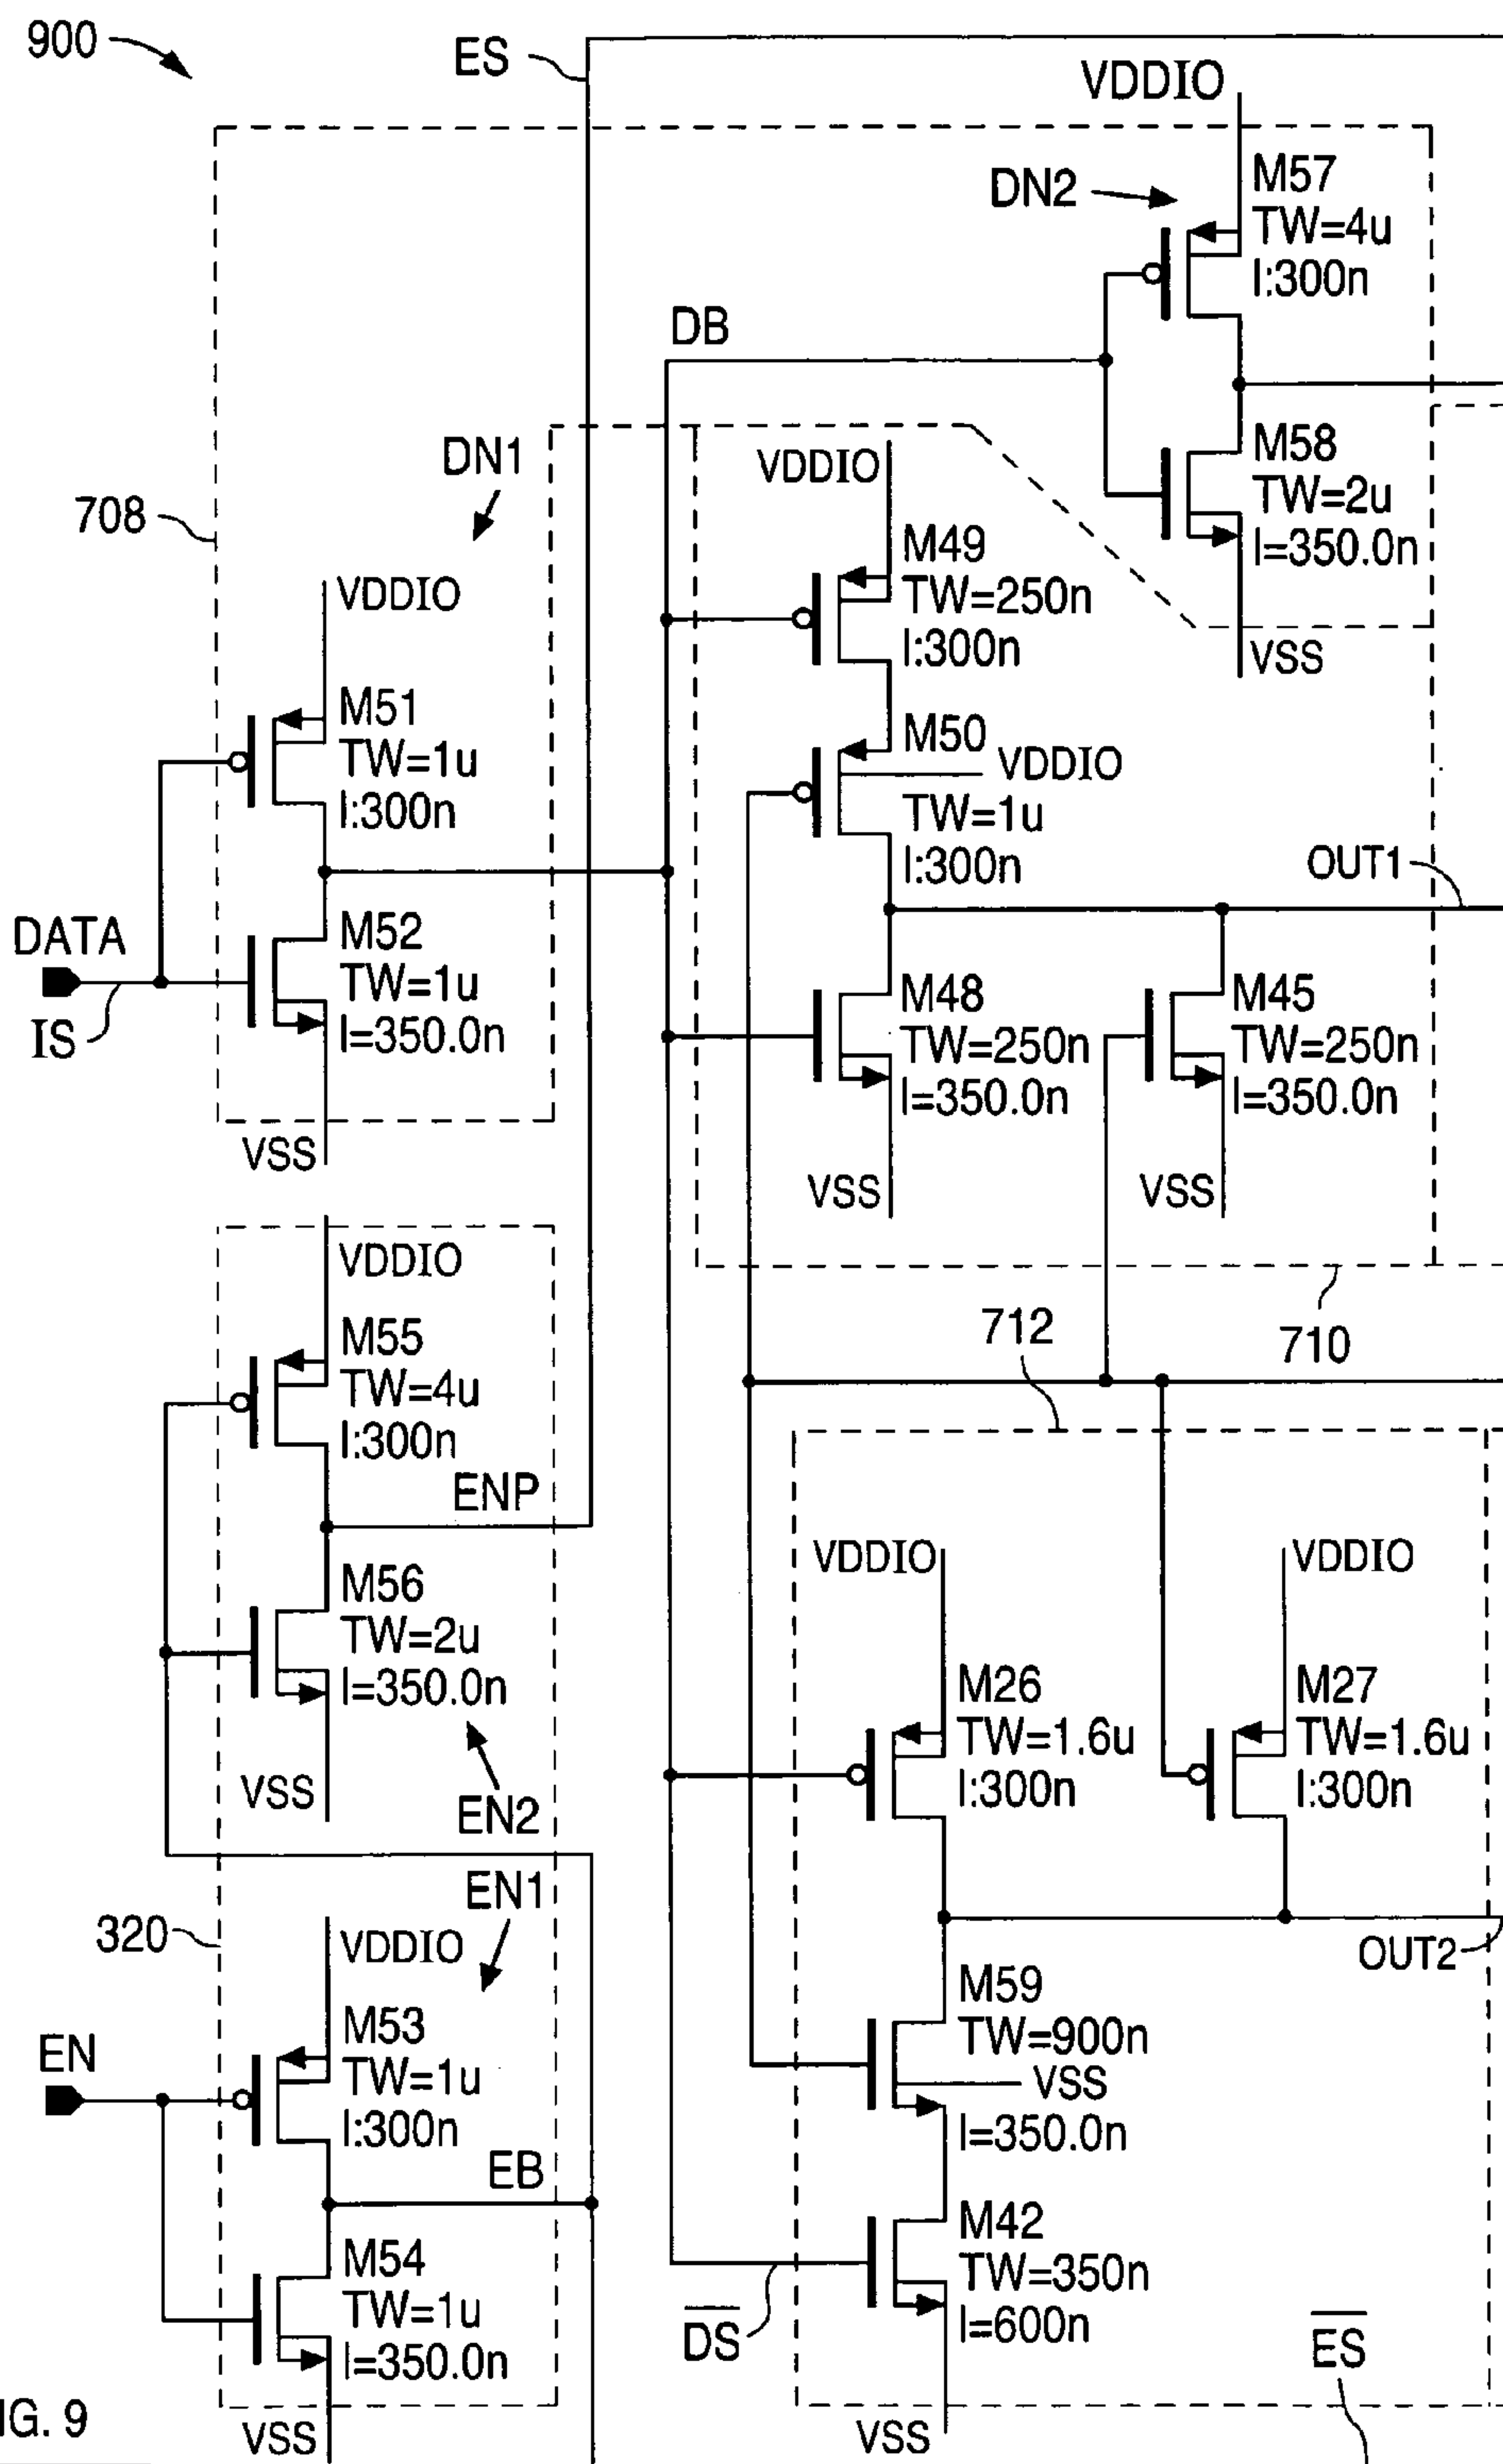 900
ES
VDDIO
DN2
M57
TW=4u
l:300n
DB
DN1
708
VDDIO
M49
TW=250n
l:300n
M58
TW=2u
l=350.0n
VSS
VDDIO
M51
TW=1u
l:300n
M50
VDDIO
TW=1u
l:300n
OUT1
DATA
IS
M52
TW=1u
l=350.0n
VSS
M48
TW=250n
l=350.0n
VSS
M45
TW=250n
l=350.0n
VSS
VDDIO
M55
TW=4u
l:300n
712
710
ENP
M56
TW=2u
l=350.0n
VSS
EN2
VDDIO
VDDIO
M26
TW=1.6u
l:300n
M27
TW=1.6u
l:300n
EN1
320
VDDIO
OUT2
M53
TW=1u
l:300n
EN
M59
TW=900n
VSS
l=350.0n
EB
M54
TW=1u
l=350.0n
VSS
M42
TW=350n
l=600n
D̅S̅
E̅S̅
VSS
IG. 9